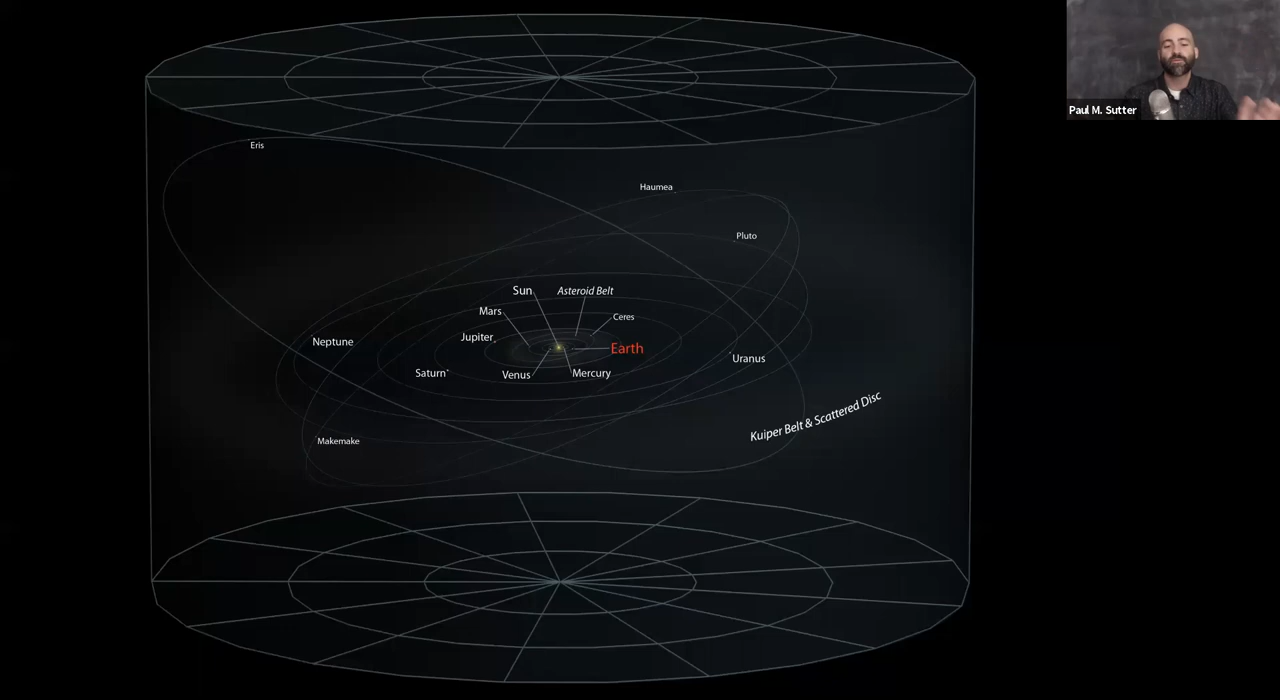 Paul M. Sutter
Eris
Haumea
Pluto
Sun
Asteroid Belt
Mars
Ceres
Jupiter
Neptune
Earth
Uranus
Saturn
Venus
Mercury
Kuiper Belt & Scattered Disc
Makemake